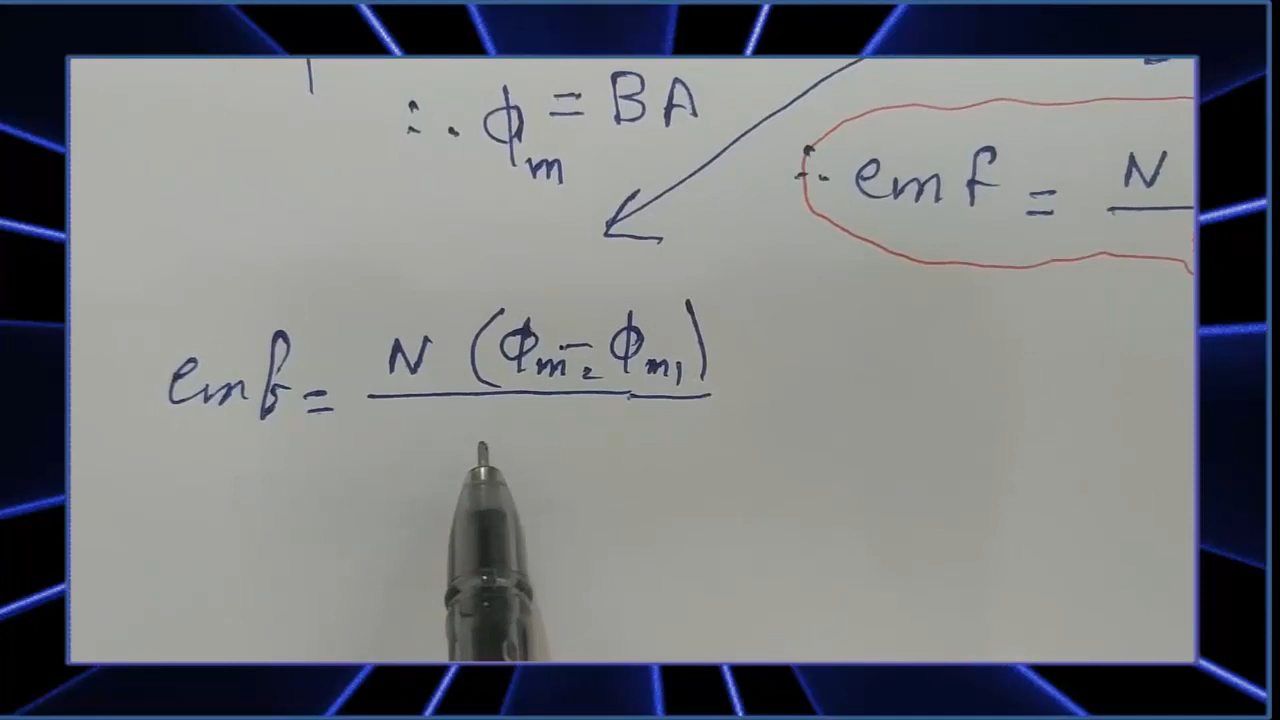 ∴ ϕm = BA
∴ emf = N
emf = N (ϕm₂ - ϕm₁)